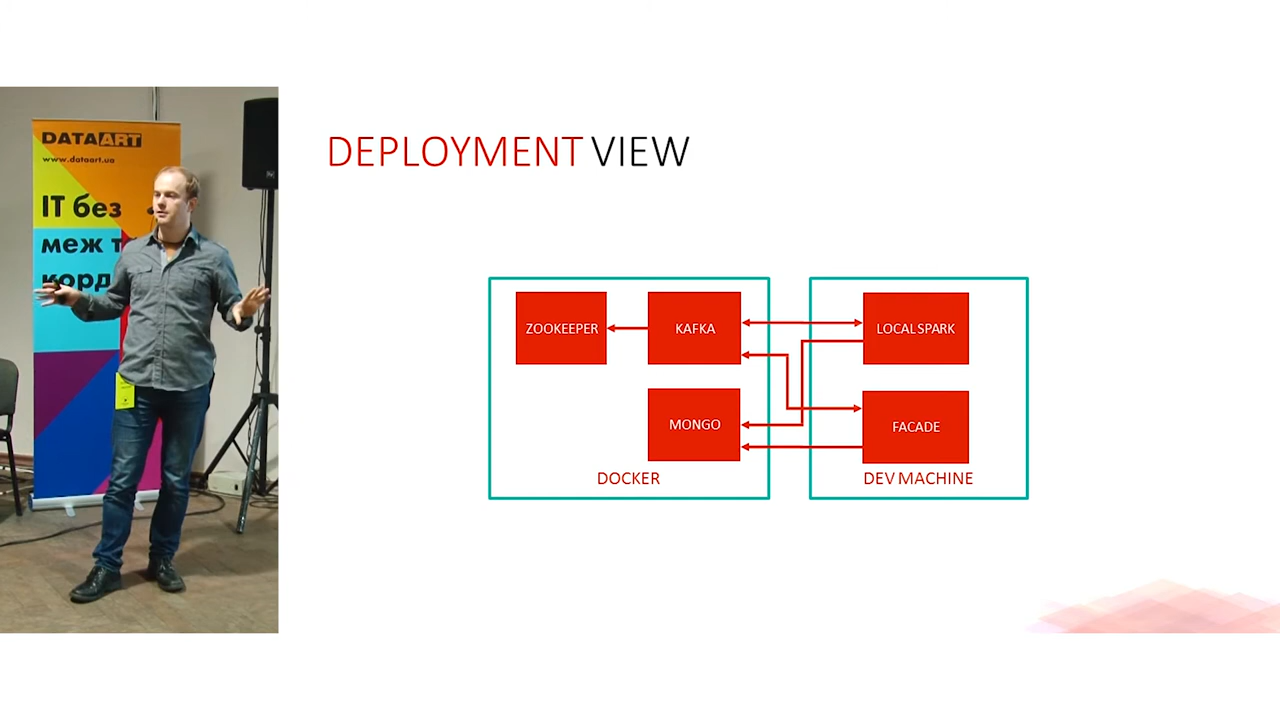 DATAART
www.dataart.ua
IT без
меж т
корд
DEPLOYMENT VIEW
ZOOKEEPER
KAFKA
LOCAL SPARK
MONGO
FACADE
DOCKER
DEV MACHINE